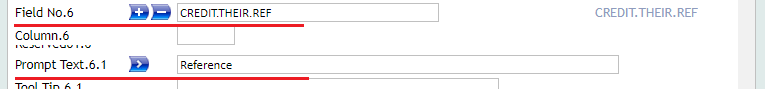 Field No.6 CREDIT.THEIR.REF CREDIT.THEIR.REF
Column.6
Prompt Text.6.1 Reference
Tool Tip.6.1